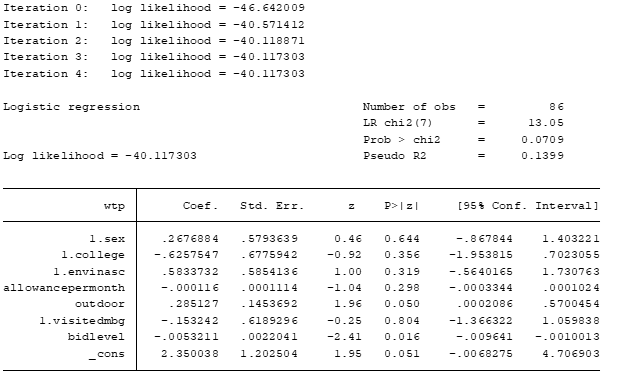 Iteration 0: log likelihood = -46.642009
Iteration 1: log likelihood = -40.571412
Iteration 2: log likelihood = -40.118871
Iteration 3: log likelihood = -40.117303
Iteration 4: log likelihood = -40.117303
Logistic regression Number of obs = 86
LR chi2(7) = 13.05
Prob > chi2 = 0.0709
Log likelihood = -40.117303 Pseudo R2 = 0.1399
wtp Coef. Std. Err. z P>|z| [95% Conf. Interval]
1.sex .2676884 .5793639 0.46 0.644 -.867844 1.403221
1.college -.6257547 .6775942 -0.92 0.356 -1.953815 .7023055
1.envinasc .5833732 .5854136 1.00 0.319 -.5640165 1.730763
allowancepermonth -.000116 .0001114 -1.04 0.298 -.0003344 .0001024
outdoor .285127 .1453692 1.96 0.050 .0002086 .5700454
1.visitedmbg -.153242 .6189296 -0.25 0.804 -1.366322 1.059838
bidlevel -.0053211 .0022041 -2.41 0.016 -.009641 -.0010013
_cons 2.350038 1.202504 1.95 0.051 -.0068275 4.706903